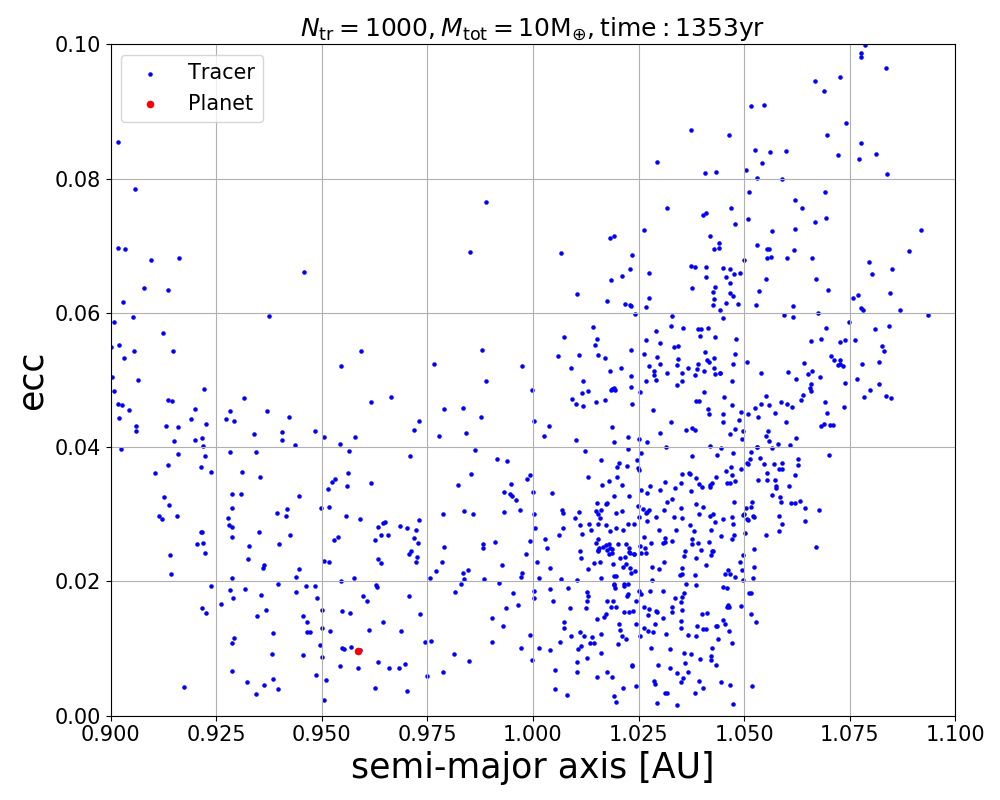 N_tr = 1000, M_tot = 10M_⊕, time : 1353yr
Tracer
Planet
ecc
0.10
0.08
0.06
0.04
0.02
0.00
0.900 0.925 0.950 0.975 1.000 1.025 1.050 1.075 1.100
semi-major axis [AU]